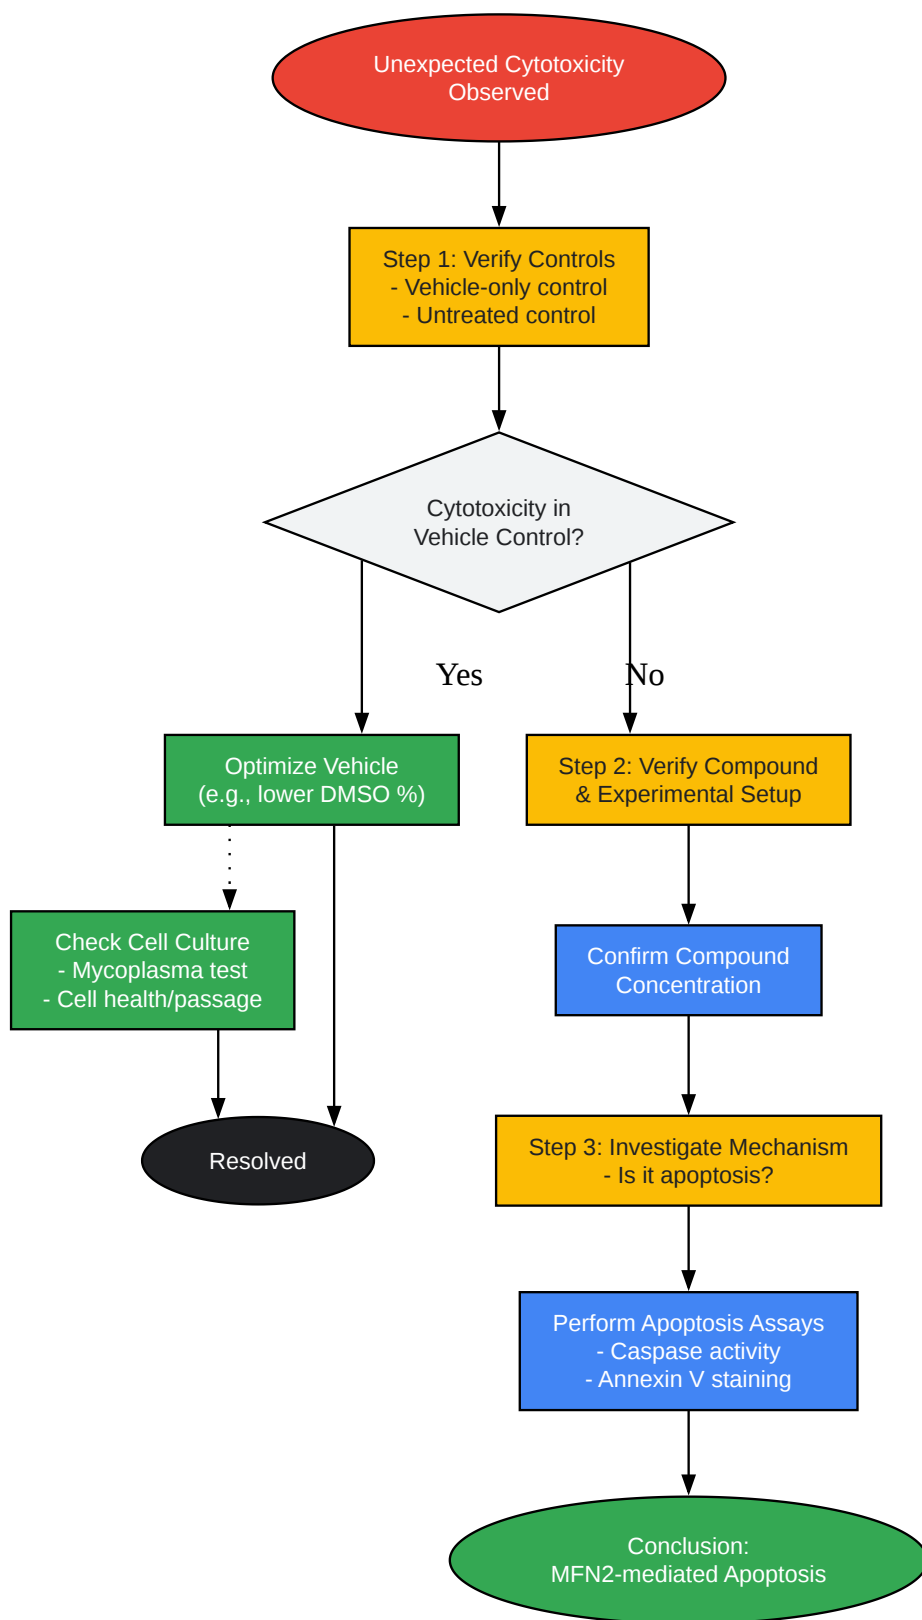 Unexpected Cytotoxicity
Observed
Step 1: Verify Controls
- Vehicle-only control
- Untreated control
Cytotoxicity in
Vehicle Control?
Yes
No
Optimize Vehicle
(e.g., lower DMSO %)
Step 2: Verify Compound
& Experimental Setup
Check Cell Culture
- Mycoplasma test
- Cell health/passage
Confirm Compound
Concentration
Resolved
Step 3: Investigate Mechanism
- Is it apoptosis?
Perform Apoptosis Assays
- Caspase activity
- Annexin V staining
Conclusion:
MFN2-mediated Apoptosis